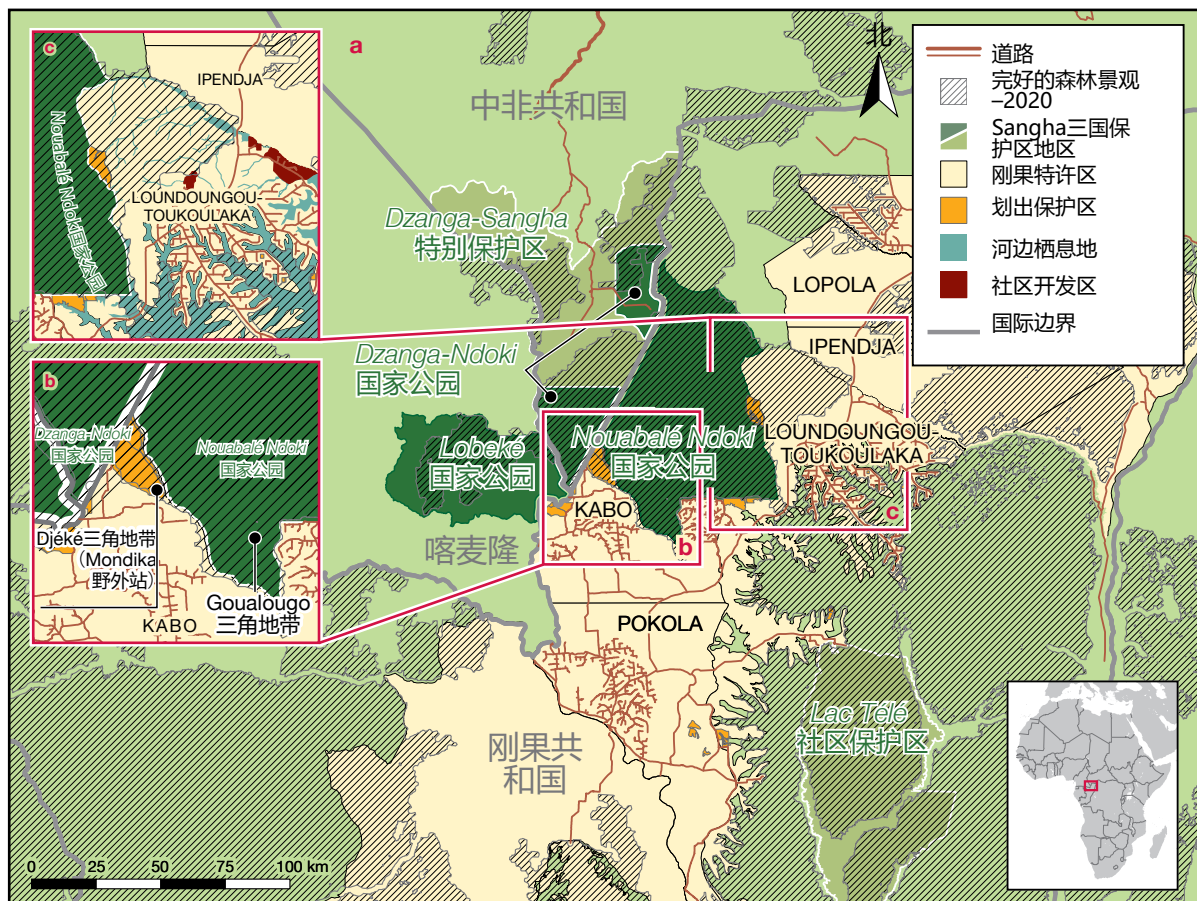 c
IPENDJA
Nouabalé Ndoki国家公园
LOUNDOUNGOU-
TOUKOULAKA
a
中非共和国
北
道路
完好的森林景观
–2020
Sangha三国保
护区地区
刚果特许区
划出保护区
河边栖息地
社区开发区
国际边界
Dzanga-Sangha
特别保护区
LOPOLA
IPENDJA
Dzanga-Ndoki
国家公园
Lobeké
国家公园
Nouabalé Ndoki
国家公园
LOUNDOUNGOU-
TOUKOULAKA
c
KABO
b
喀麦隆
b
Dzanga-Ndoki
国家公园
Nouabalé Ndoki
国家公园
Djéké三角地带
(Mondika
野外站)
Goualougo
三角地带
KABO
POKOLA
Lac Télé
社区保护区
刚果共
和国
0 25 50 75 100 km